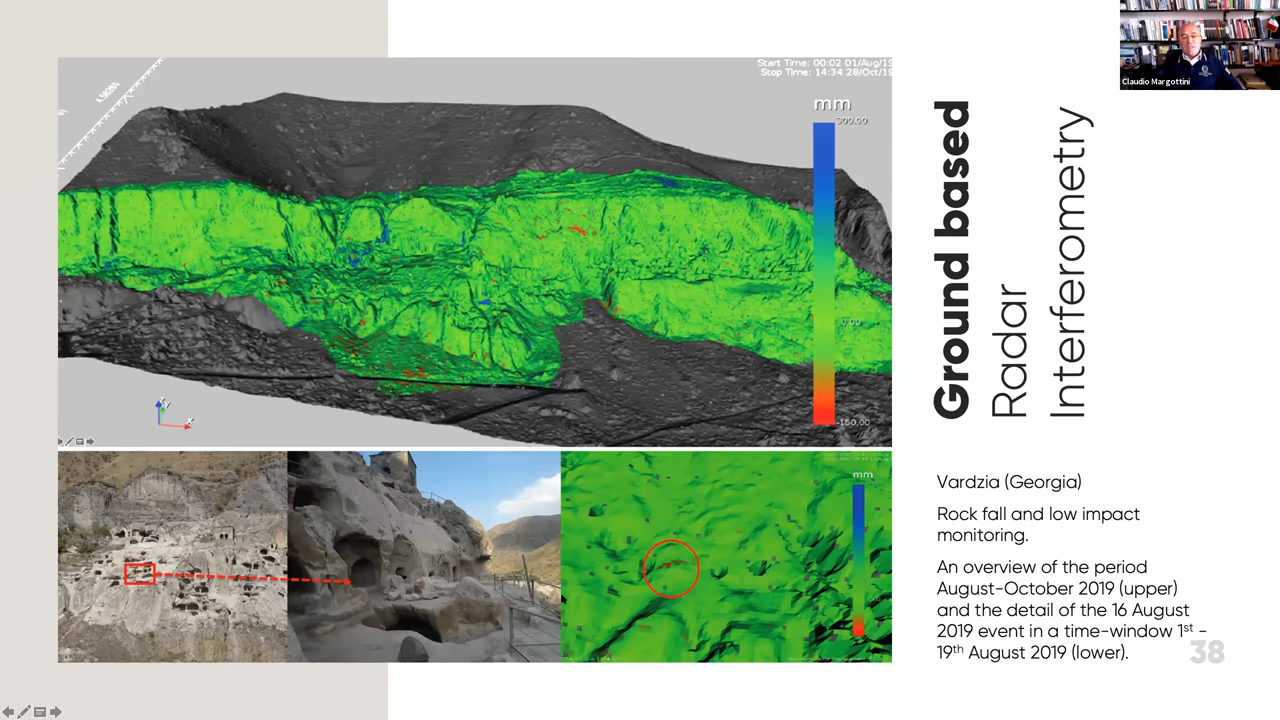 Claudio Margottini
Start Time: 00:02 01/Aug/19
Stop Time: 14:34 28/Oct/19
mm
300.00
0.00
-150.00
x
mm
Ground based
Radar
Interferometry
Vardzia (Georgia)
Rock fall and low impact
monitoring.
An overview of the period
August-October 2019 (upper)
and the detail of the 16 August
2019 event in a time-window 1st -
19th August 2019 (lower).
38